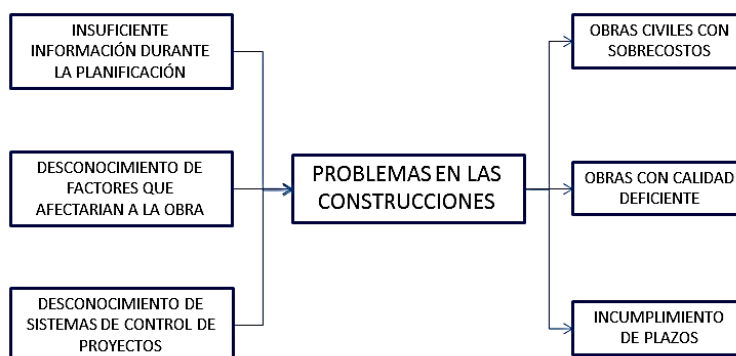 INSUFICIENTE
INFORMACIÓN DURANTE
LA PLANIFICACIÓN
DESCONOCIMIENTO DE
FACTORES QUE
AFECTARIAN A LA OBRA
DESCONOCIMIENTO DE
SISTEMAS DE CONTROL DE
PROYECTOS
PROBLEMAS EN LAS
CONSTRUCCIONES
OBRAS CIVILES CON
SOBRECOSTOS
OBRAS CON CALIDAD
DEFICIENTE
INCUMPLIMIENTO
DE PLAZOS